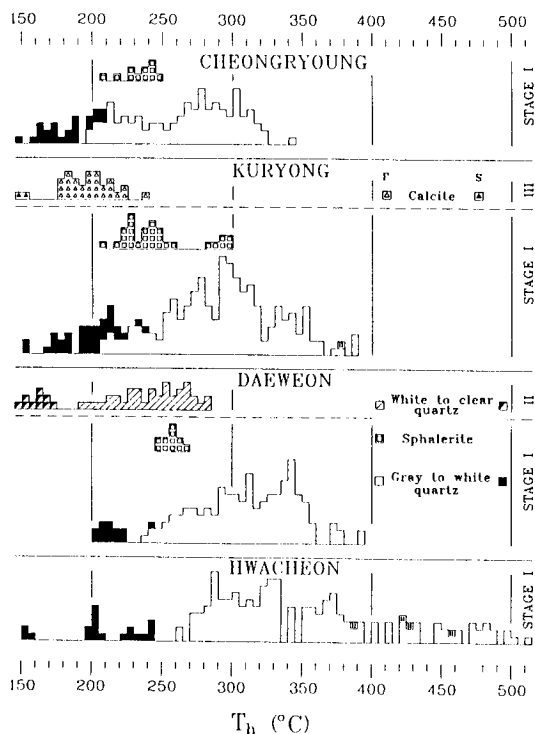 150 200 250 300 350 400 450 500
CHEONGRYOUNG
STAGE I
KURYONG
P S
Calcite
III
STAGE I
DAEWEON
White to clear
quartz
II
Sphalerite
Gray to white
quartz
STAGE I
HWACHEON
STAGE I
150 200 250 300 350 400 450 500
Th (°C)